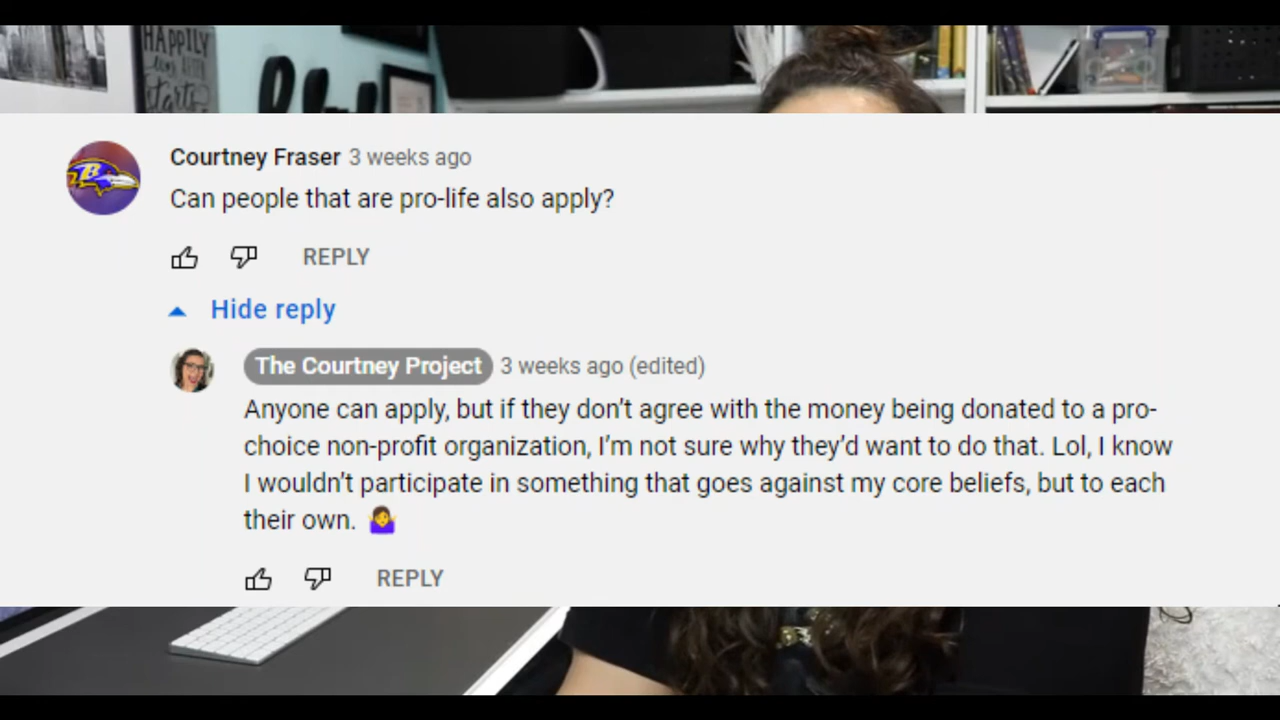 HAPPILY
ever after
starts
Courtney Fraser 3 weeks ago
Can people that are pro-life also apply?
REPLY
Hide reply
The Courtney Project 3 weeks ago (edited)
Anyone can apply, but if they don’t agree with the money being donated to a pro-
choice non-profit organization, I’m not sure why they’d want to do that. Lol, I know
I wouldn’t participate in something that goes against my core beliefs, but to each
their own. 🤷‍♀️
REPLY